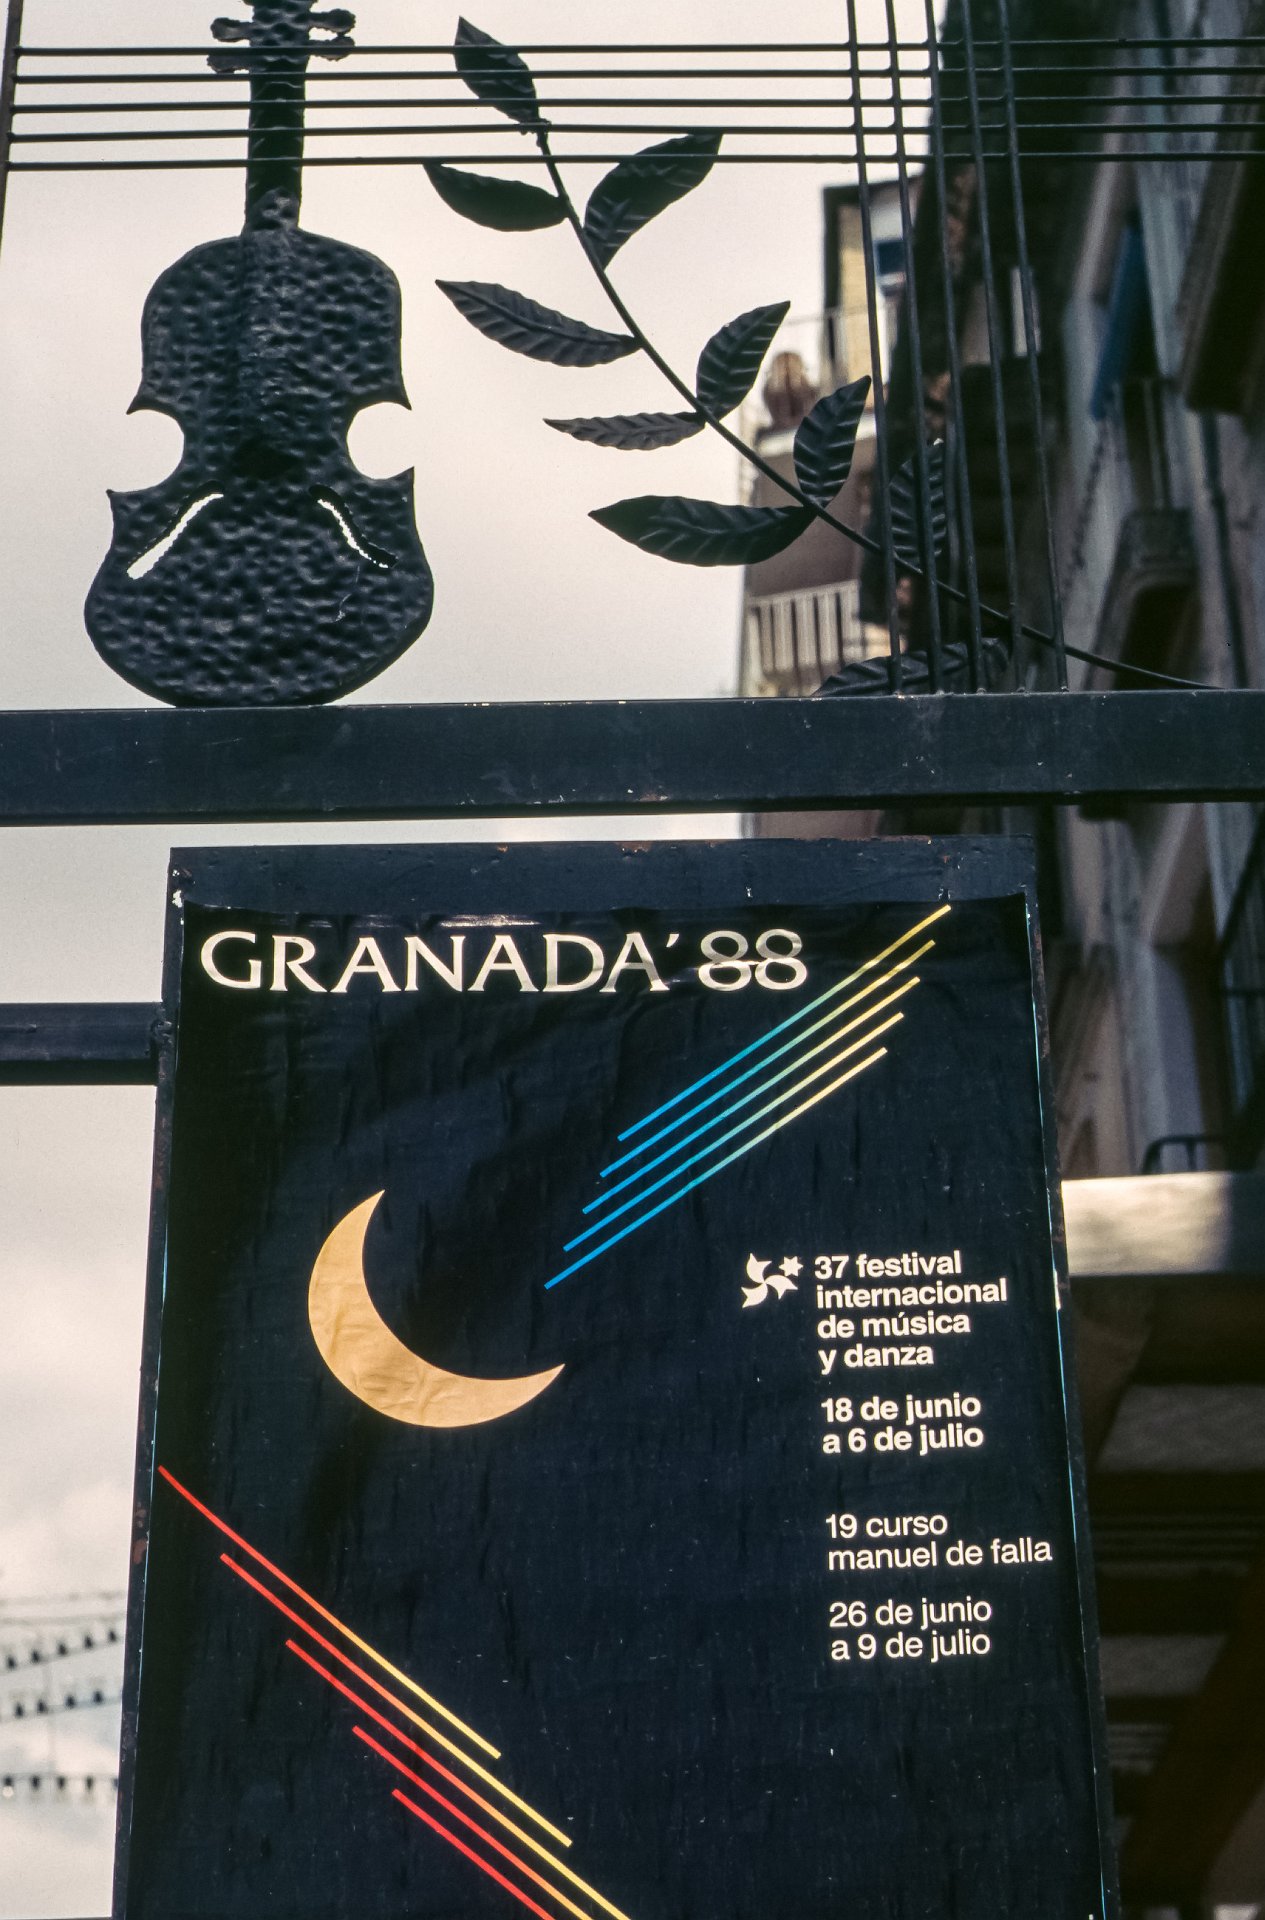 GRANADA'88
37 festival
internacional
de música
y danza
18 de junio
a 6 de julio
19 curso
manuel de falla
26 de junio
a 9 de julio